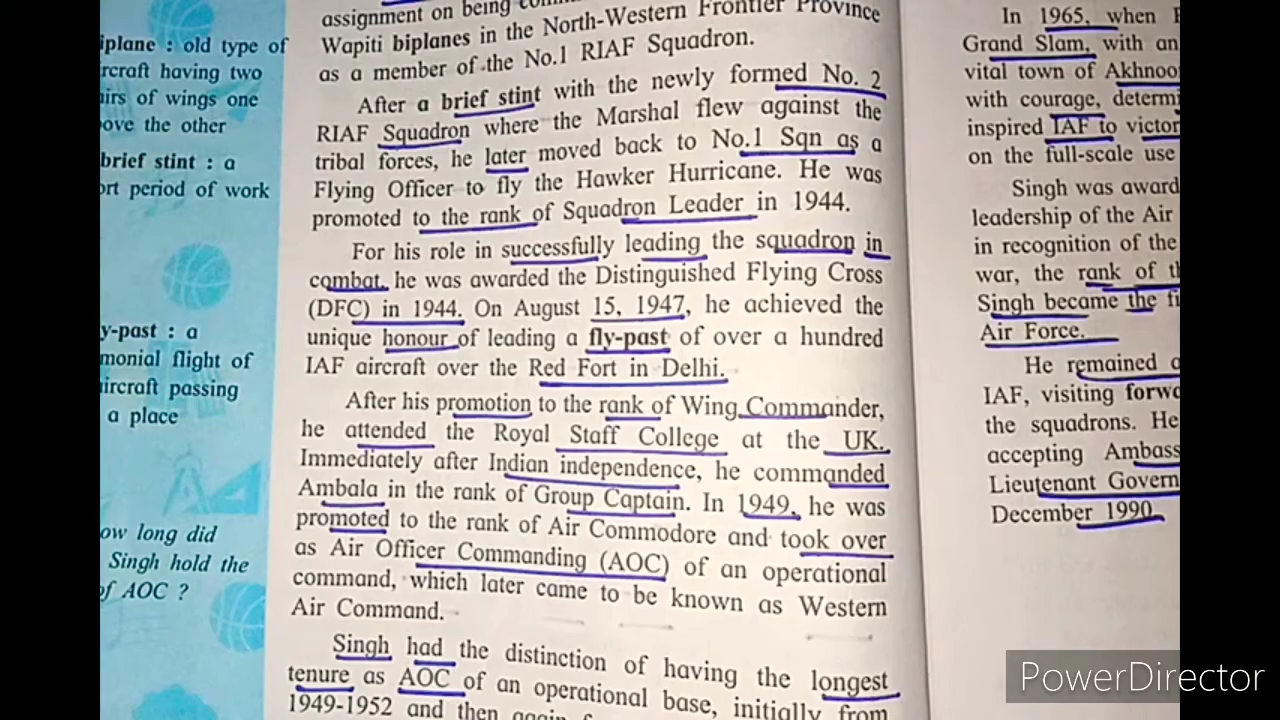 iplane : old type of
rcraft having two
airs of wings one
ove the other
brief stint : a
ort period of work
y-past : a
monial flight of
aircraft passing
a place
ow long did
Singh hold the
of AOC ?
assignment on being
Wapiti biplanes in the North-Western Frontier Province
as a member of the No.1 RIAF Squadron.
After a brief stint with the newly formed No. 2
RIAF Squadron where the Marshal flew against the
tribal forces, he later moved back to No.1 Sqn as a
Flying Officer to fly the Hawker Hurricane. He was
promoted to the rank of Squadron Leader in 1944.
For his role in successfully leading the squadron in
combat, he was awarded the Distinguished Flying Cross
(DFC) in 1944. On August 15, 1947, he achieved the
unique honour of leading a fly-past of over a hundred
IAF aircraft over the Red Fort in Delhi.
After his promotion to the rank of Wing Commander,
he attended the Royal Staff College at the UK.
Immediately after Indian independence, he commanded
Ambala in the rank of Group Captain. In 1949, he was
promoted to the rank of Air Commodore and took over
as Air Officer Commanding (AOC) of an operational
command, which later came to be known as Western
Air Command.
Singh had the distinction of having the longest
tenure as AOC of an operational base, initially from
1949-1952 and then again
In 1965, when
Grand Slam, with an
vital town of Akhnoo
with courage, determi
inspired IAF to victor
on the full-scale use
Singh was award
leadership of the Air
in recognition of the
war, the rank of th
Singh became the fi
Air Force.
He remained a
IAF, visiting forwa
the squadrons. He
accepting Ambass
Lieutenant Govern
December 1990.
PowerDirector